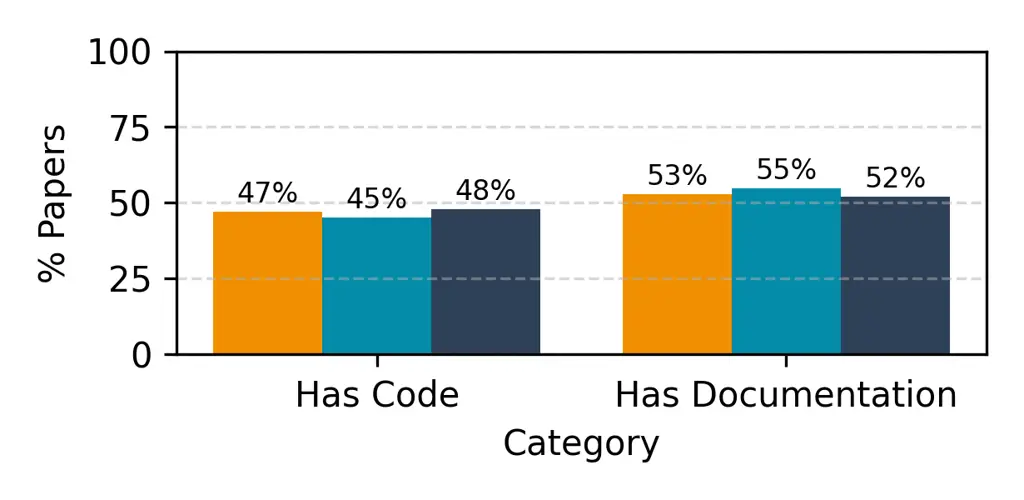 % Papers
100
75
50
25
0
47%
45%
48%
53%
55%
52%
Has Code
Has Documentation
Category